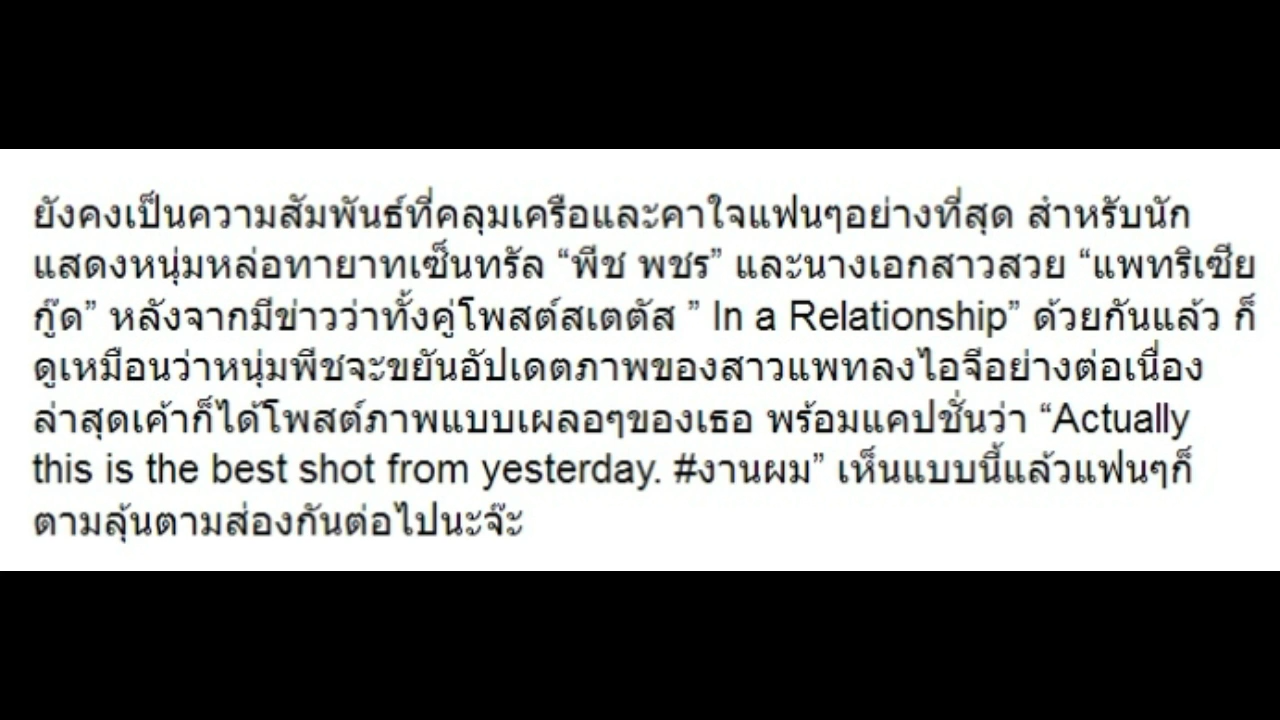 ยังคงเป็นความสัมพันธ์ที่คลุมเครือและคาใจแฟนๆอย่างที่สุด สำหรับนัก
แสดงหนุ่มหล่อทายาทเซ็นทรัล “พีช พชร” และนางเอกสาวสวย “แพทริเซีย
กู๊ด” หลังจากมีข่าวว่าทั้งคู่โพสต์สเตตัส ” In a Relationship” ด้วยกันแล้ว ก็
ดูเหมือนว่าหนุ่มพีชจะขยันอัปเดตภาพของสาวแพทลงไอจีอย่างต่อเนื่อง
ล่าสุดเค้าก็ได้โพสต์ภาพแบบเผลอๆของเธอ พร้อมแคปชั่นว่า “Actually
this is the best shot from yesterday. #งานผม” เห็นแบบนี้แล้วแฟนๆก็
ตามลุ้นตามส่องกันต่อไปนะจ๊ะ